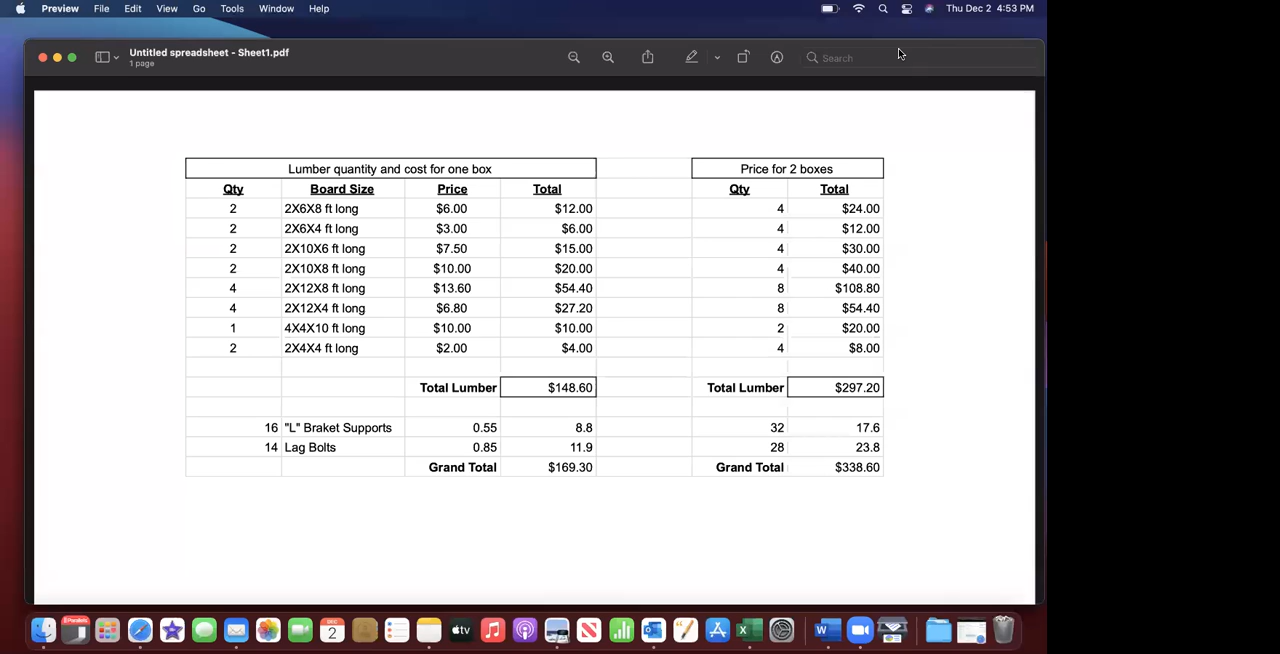 Preview File Edit View Go Tools Window Help Thu Dec 2 4:53 PM
Untitled spreadsheet - Sheet1.pdf
1 page
Search
Lumber quantity and cost for one box Price for 2 boxes
Qty Board Size Price Total Qty Total
2 2X6X8 ft long $6.00 $12.00 4 $24.00
2 2X6X4 ft long $3.00 $6.00 4 $12.00
2 2X10X6 ft long $7.50 $15.00 4 $30.00
2 2X10X8 ft long $10.00 $20.00 4 $40.00
4 2X12X8 ft long $13.60 $54.40 8 $108.80
4 2X12X4 ft long $6.80 $27.20 8 $54.40
1 4X4X10 ft long $10.00 $10.00 2 $20.00
2 2X4X4 ft long $2.00 $4.00 4 $8.00
Total Lumber $148.60 Total Lumber $297.20
16 "L" Braket Supports 0.55 8.8 32 17.6
14 Lag Bolts 0.85 11.9 28 23.8
Grand Total $169.30 Grand Total $338.60
DEC
2
tv
W